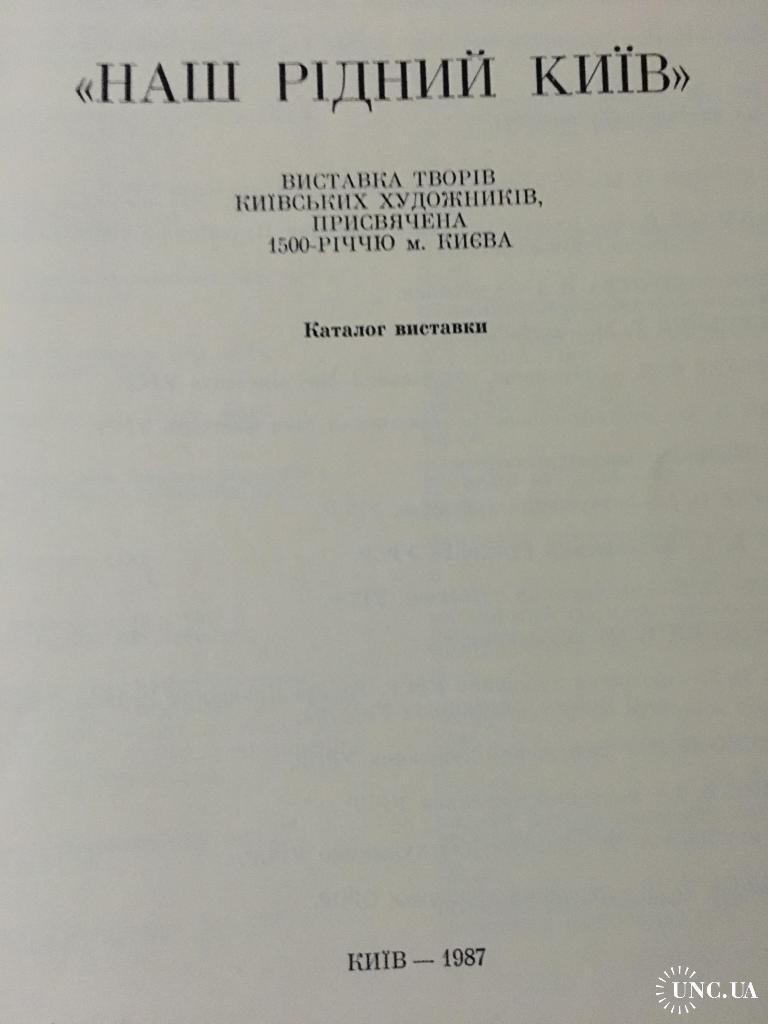 «НАШ РІДНИЙ КИЇВ»
ВИСТАВКА ТВОРІВ
КИЇВСЬКИХ ХУДОЖНИКІВ,
ПРИСВЯЧЕНА
1500-РІЧЧЮ м. КИЄВА
Каталог виставки
КИЇВ — 1987
UNC.UA